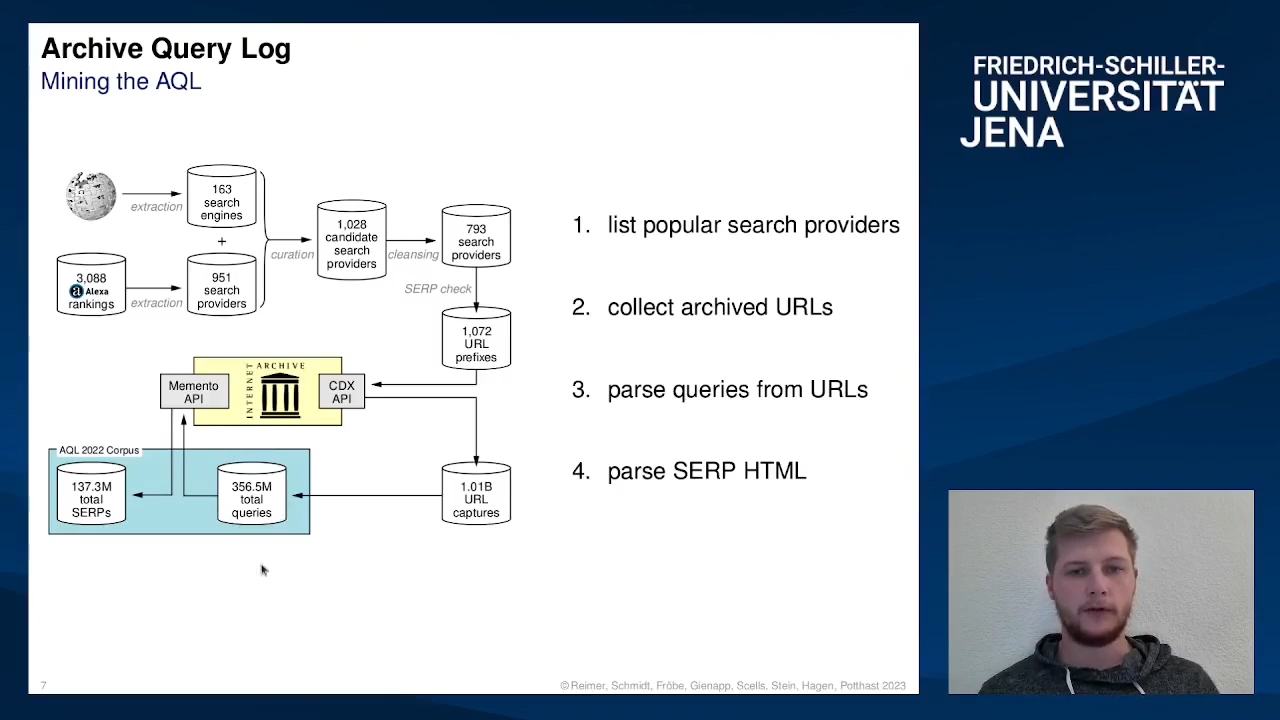 Archive Query Log
Mining the AQL
FRIEDRICH-SCHILLER-
UNIVERSITÄT
JENA
163
search
engines
extraction
+
3,088
a Alexa
rankings
extraction
951
search
providers
curation
1,028
candidate
search
providers
cleansing
793
search
providers
SERP check
1,072
URL
prefixes
Memento
API
INTERNET
ARCHIVE
CDX
API
AQL 2022 Corpus
137.3M
total
SERPs
356.5M
total
queries
1.01B
URL
captures
1. list popular search providers
2. collect archived URLs
3. parse queries from URLs
4. parse SERP HTML
7
© Reimer, Schmidt, Fröbe, Gienapp, Scells, Stein, Hagen, Potthast 2023